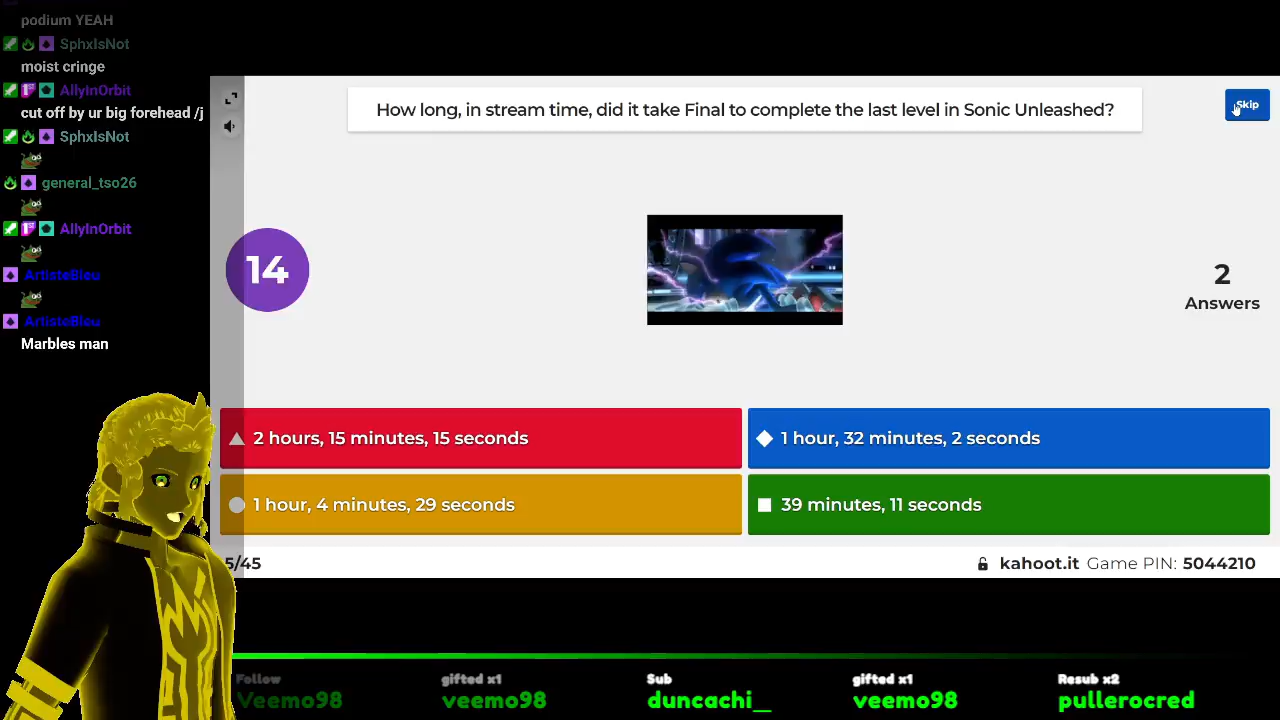 podium YEAH
SphxIsNot
moist cringe
AllyInOrbit
cut off by ur big forehead /j
SphxIsNot
general_tso26
AllyInOrbit
ArtisteBleu
ArtisteBleu
Marbles man
How long, in stream time, did it take Final to complete the last level in Sonic Unleashed?
Skip
14
2
Answers
2 hours, 15 minutes, 15 seconds
1 hour, 32 minutes, 2 seconds
1 hour, 4 minutes, 29 seconds
39 minutes, 11 seconds
5/45
kahoot.it Game PIN: 5044210
Follow
Veemo98
gifted x1
veemo98
Sub
duncachi__
gifted x1
veemo98
Resub x2
pullerocred